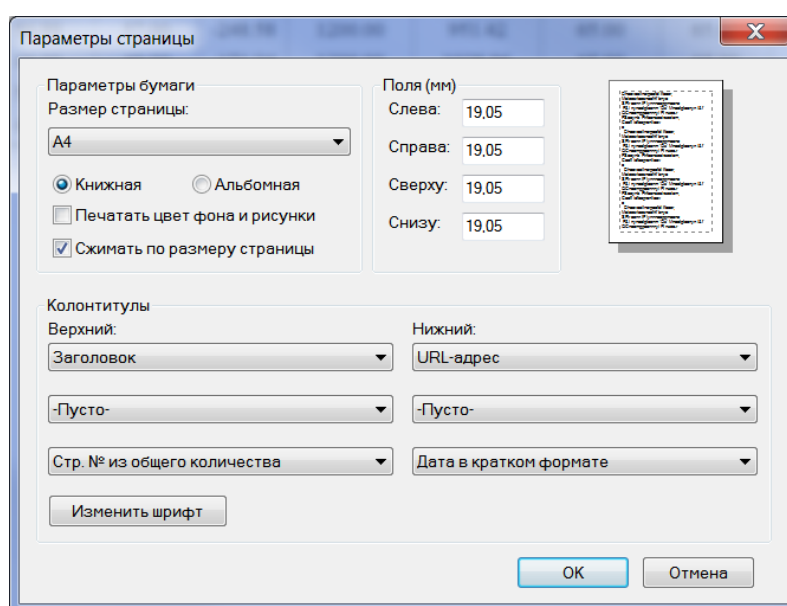 Параметры страницы
Параметры бумаги
Размер страницы:
A4
Книжная Альбомная
Печатать цвет фона и рисунки
Сжимать по размеру страницы
Поля (мм)
Слева: 19,05
Справа: 19,05
Сверху: 19,05
Снизу: 19,05
Колонтитулы
Верхний: Нижний:
Заголовок URL-адрес
-Пусто- -Пусто-
Стр. № из общего количества Дата в кратком формате
Изменить шрифт
OK Отмена